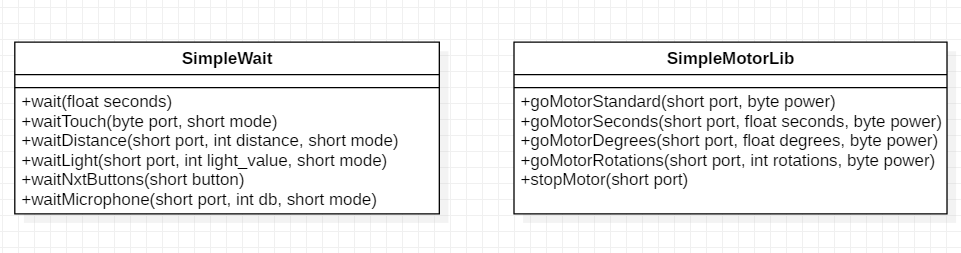 SimpleWait
+wait(float seconds)
+waitTouch(byte port, short mode)
+waitDistance(short port, int distance, short mode)
+waitLight(short port, int light_value, short mode)
+waitNxtButtons(short button)
+waitMicrophone(short port, int db, short mode)
SimpleMotorLib
+goMotorStandard(short port, byte power)
+goMotorSeconds(short port, float seconds, byte power)
+goMotorDegrees(short port, float degrees, byte power)
+goMotorRotations(short port, int rotations, byte power)
+stopMotor(short port)